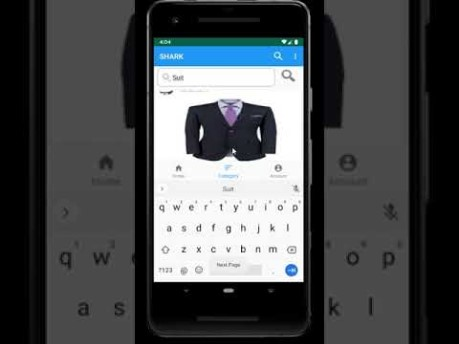 4:04
SHARK
Suit
Home
Category
Account
Suit
q w e r t y u i o p
a s d f g h j k l
z x c v b n m
?123
Next Page
Home
Account
q w
o p
a s
k l